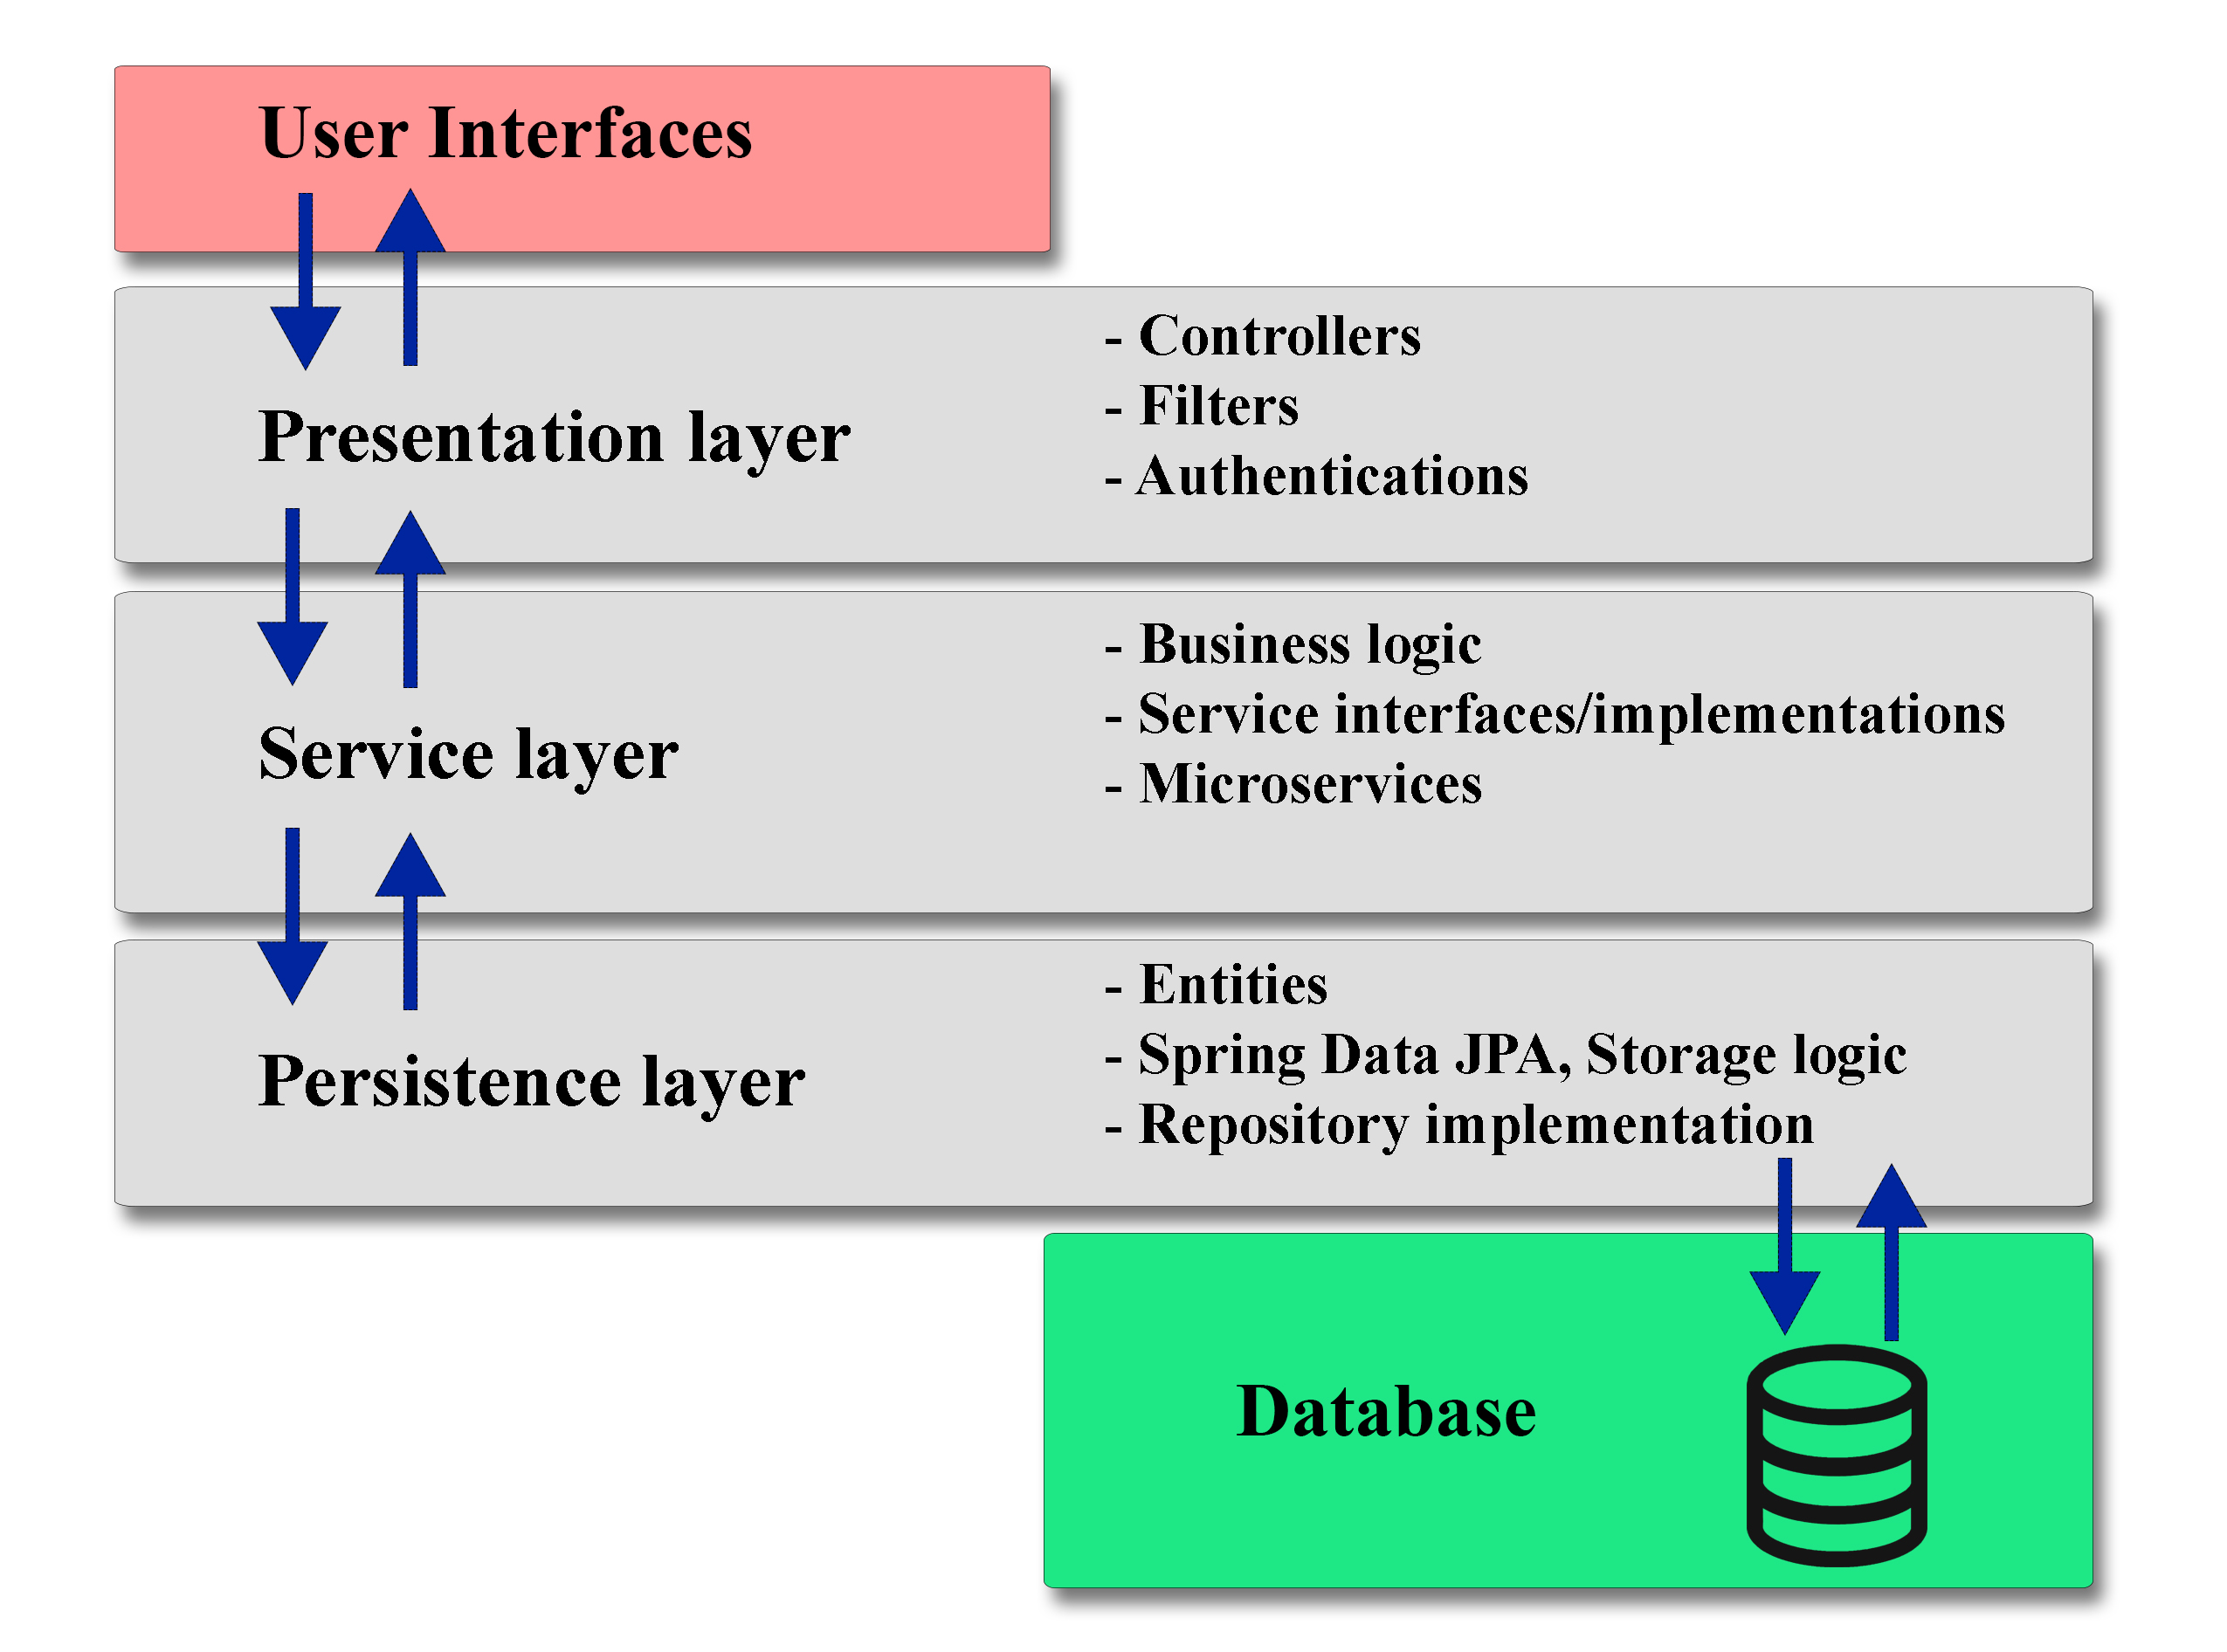 User Interfaces
Presentation layer
- Controllers
- Filters
- Authentications
Service layer
- Business logic
- Service interfaces/implementations
- Microservices
Persistence layer
- Entities
- Spring Data JPA, Storage logic
- Repository implementation
Database